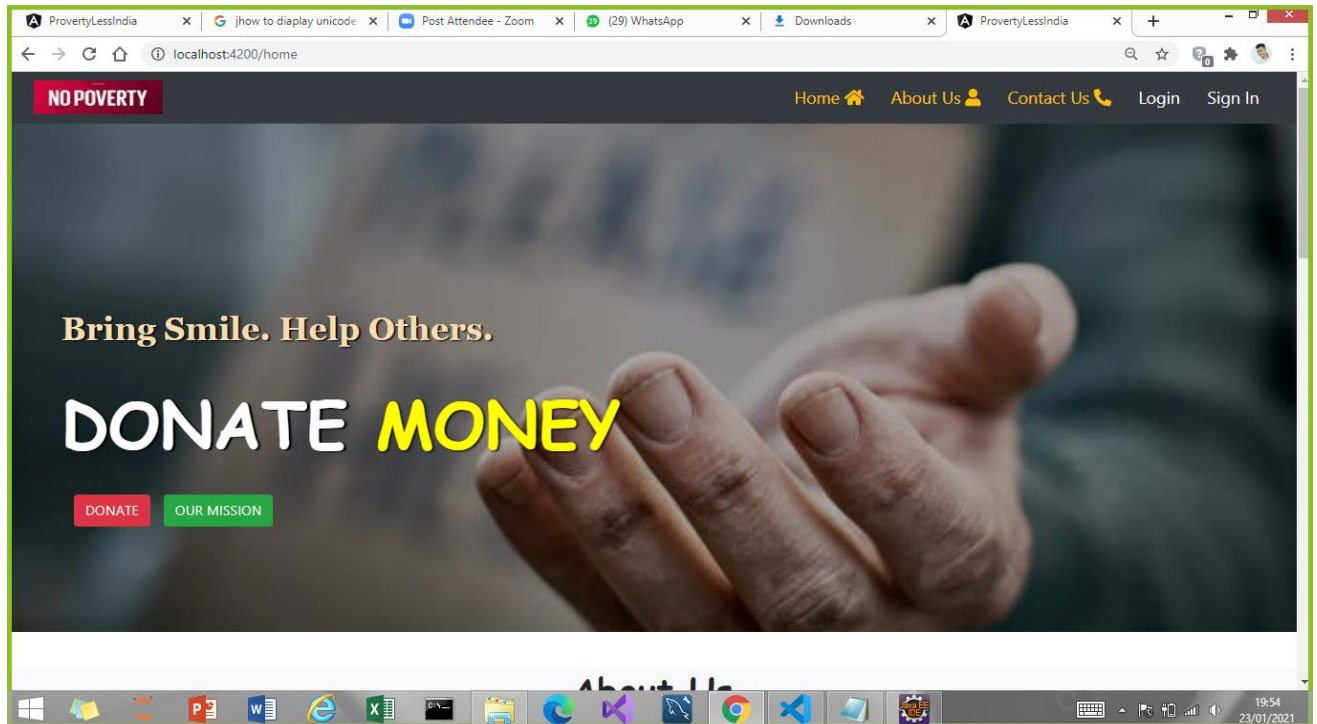 ProvertyLessIndia
jhow to diaplay unicode
Post Attendee - Zoom
(29) WhatsApp
Downloads
ProvertyLessIndia
localhost:4200/home
NO POVERTY
Home
About Us
Contact Us
Login
Sign In
Bring Smile. Help Others.
DONATE MONEY
DONATE
OUR MISSION
About Us
19:54
23/01/2021